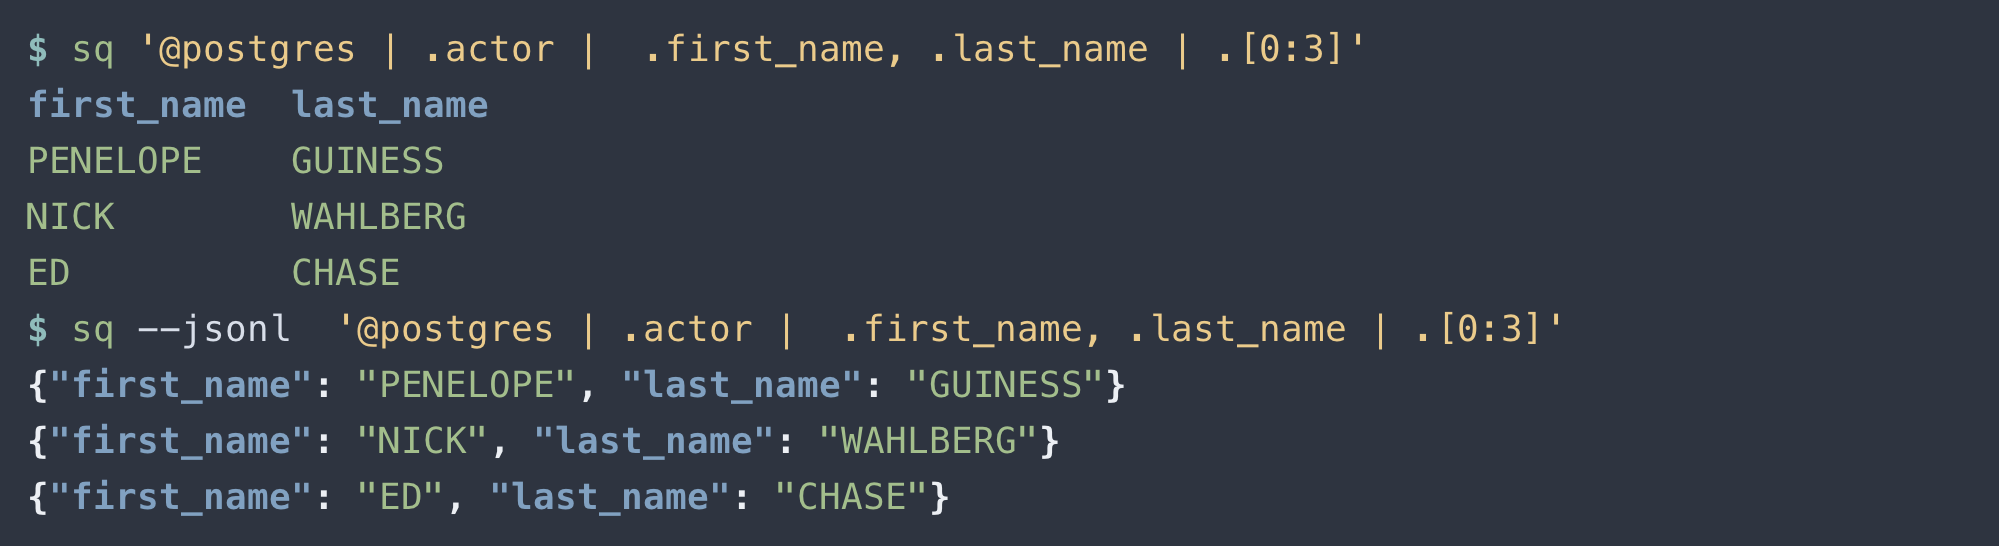 $ sq '@postgres | .actor |  .first_name, .last_name | .[0:3]'
first_name  last_name
PENELOPE    GUINESS
NICK        WAHLBERG
ED          CHASE
$ sq --jsonl  '@postgres | .actor |  .first_name, .last_name | .[0:3]'
{"first_name": "PENELOPE", "last_name": "GUINESS"}
{"first_name": "NICK", "last_name": "WAHLBERG"}
{"first_name": "ED", "last_name": "CHASE"}